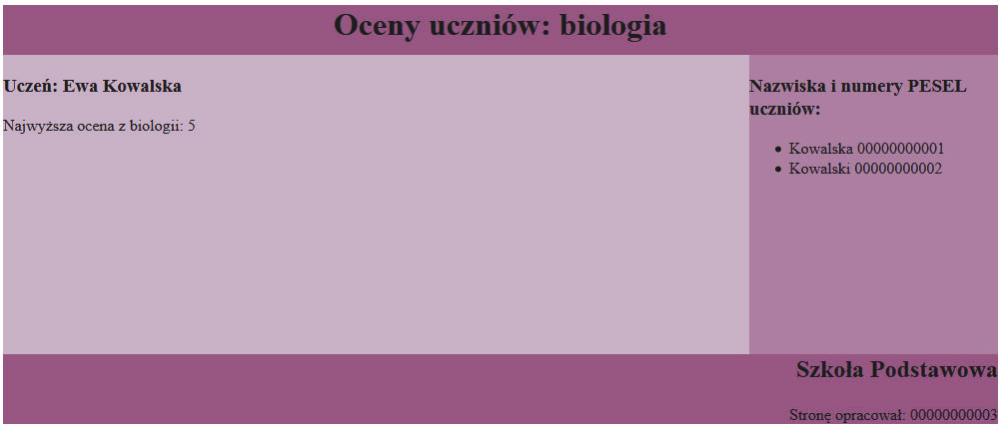 Oceny uczniów: biologia
Uczeń: Ewa Kowalska
Najwyższa ocena z biologii: 5
Nazwiska i numery PESEL
uczniów:
Kowalska 00000000001
Kowalski 00000000002
Szkoła Podstawowa
Stronę opracował: 00000000003